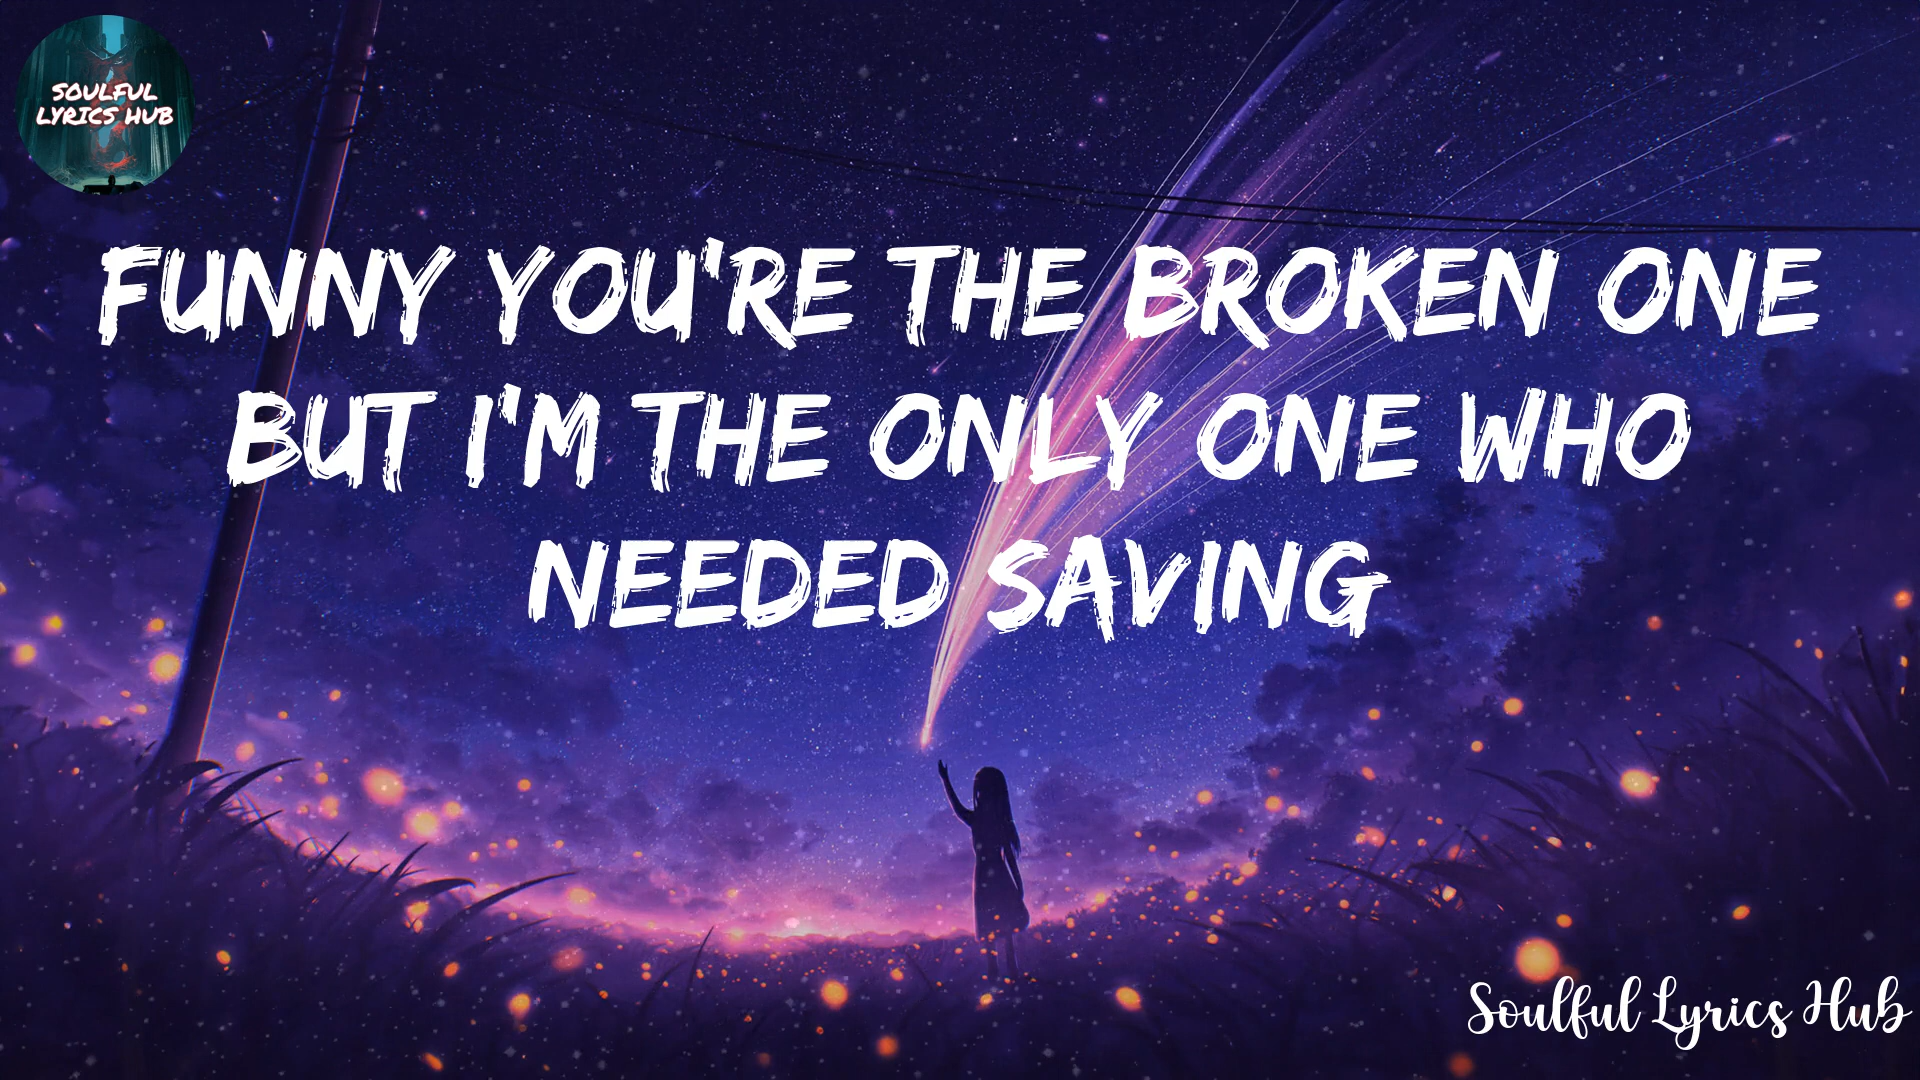 SOULFUL
LYRICS HUB
FUNNY YOU'RE THE BROKEN ONE
BUT I'M THE ONLY ONE WHO
NEEDED SAVING
Soulful Lyrics Hub